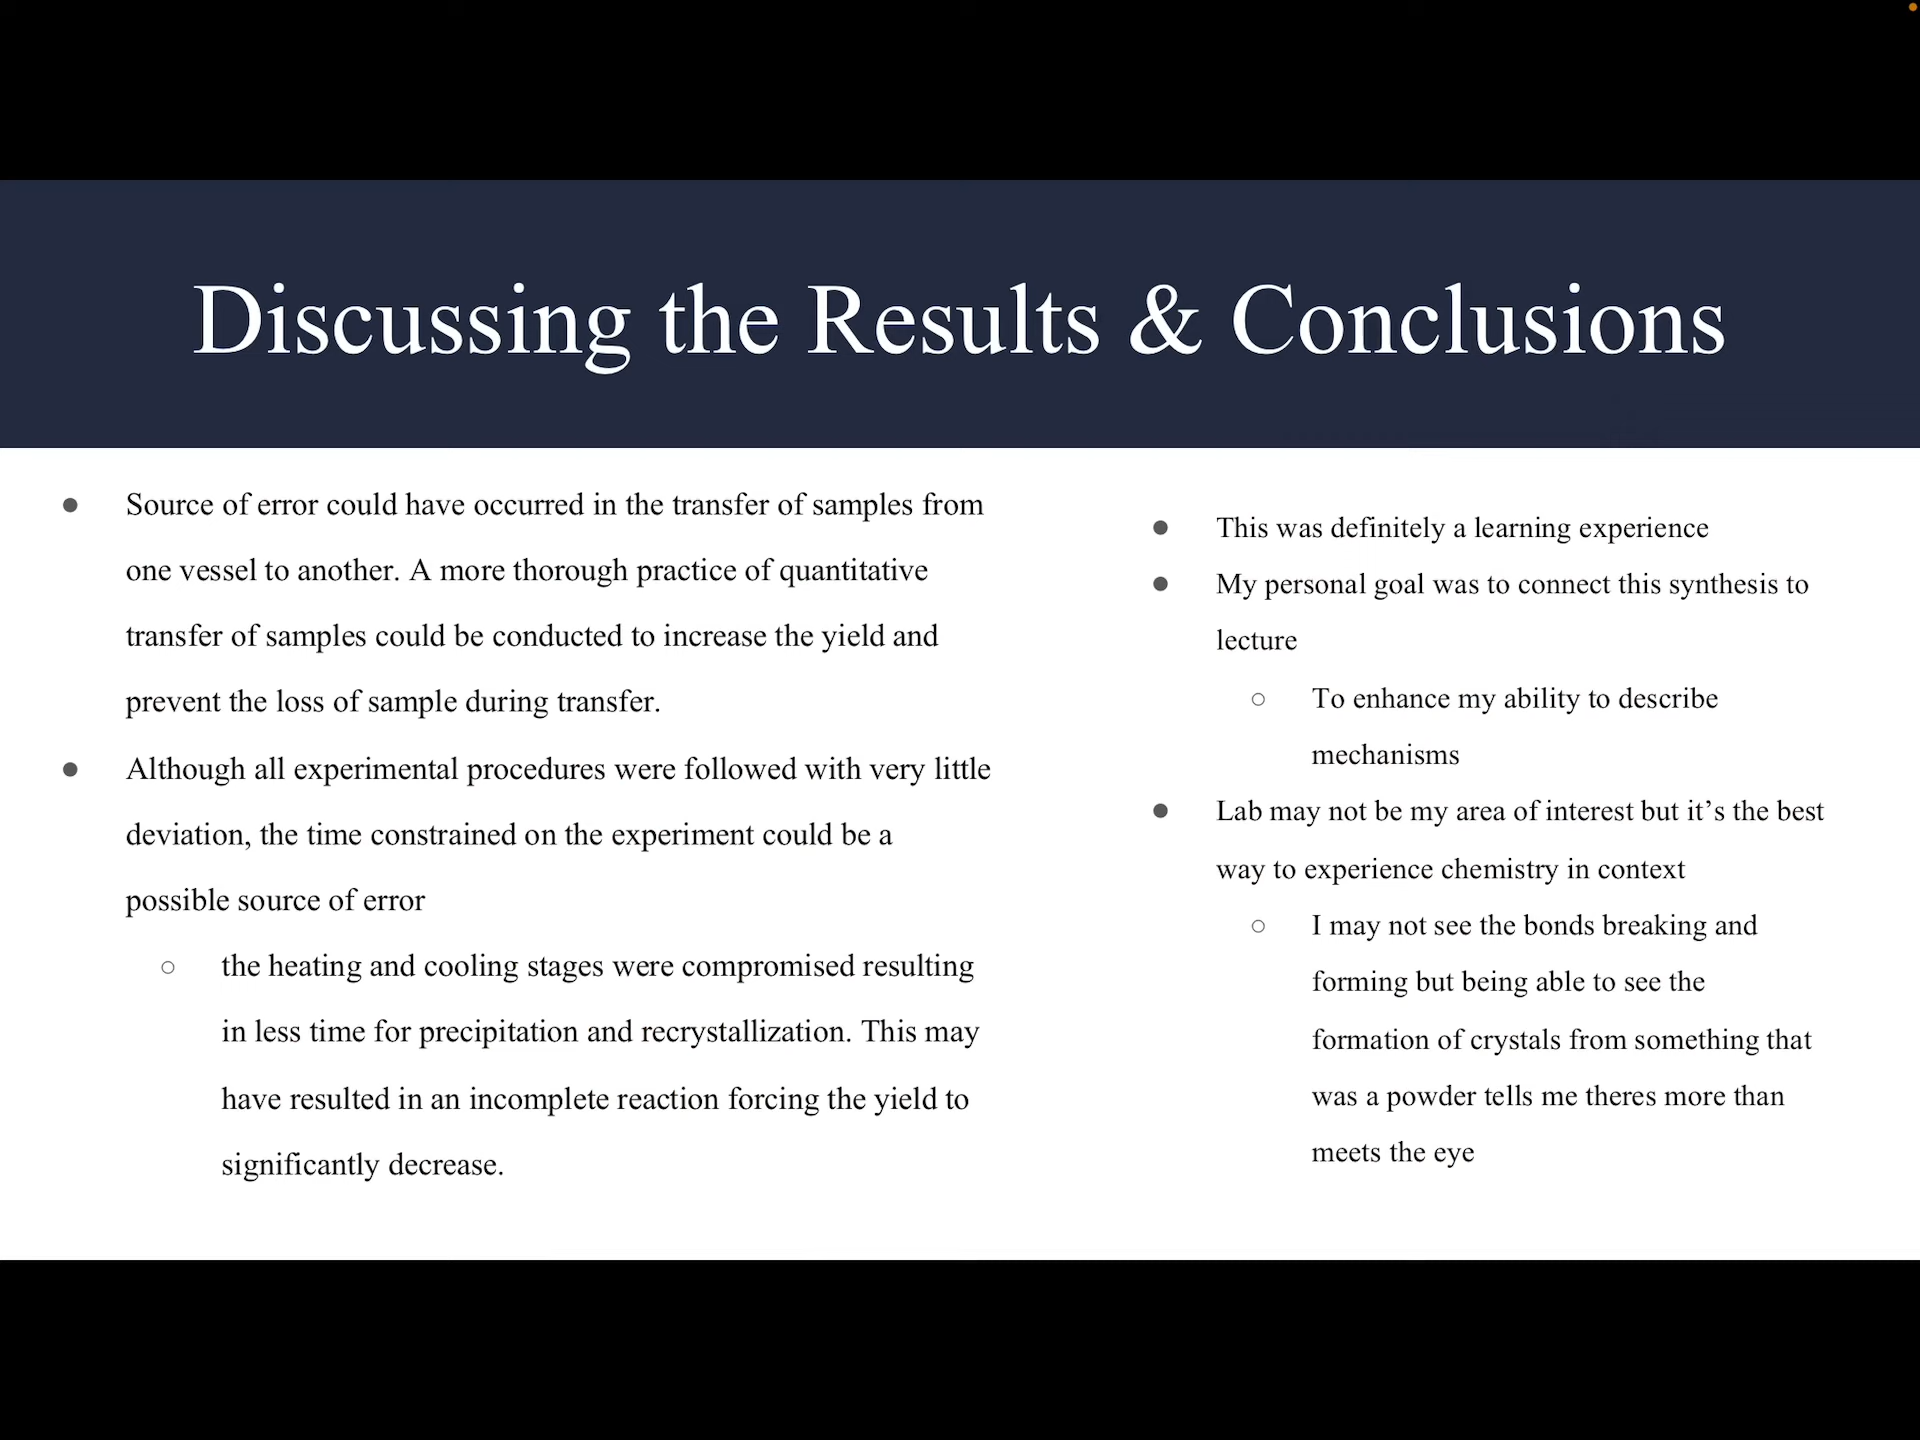 Discussing the Results & Conclusions
● Source of error could have occurred in the transfer of samples from
one vessel to another. A more thorough practice of quantitative
transfer of samples could be conducted to increase the yield and
prevent the loss of sample during transfer.
● Although all experimental procedures were followed with very little
deviation, the time constrained on the experiment could be a
possible source of error
○ the heating and cooling stages were compromised resulting
in less time for precipitation and recrystallization. This may
have resulted in an incomplete reaction forcing the yield to
significantly decrease.
● This was definitely a learning experience
● My personal goal was to connect this synthesis to
lecture
○ To enhance my ability to describe
mechanisms
● Lab may not be my area of interest but it’s the best
way to experience chemistry in context
○ I may not see the bonds breaking and
forming but being able to see the
formation of crystals from something that
was a powder tells me theres more than
meets the eye